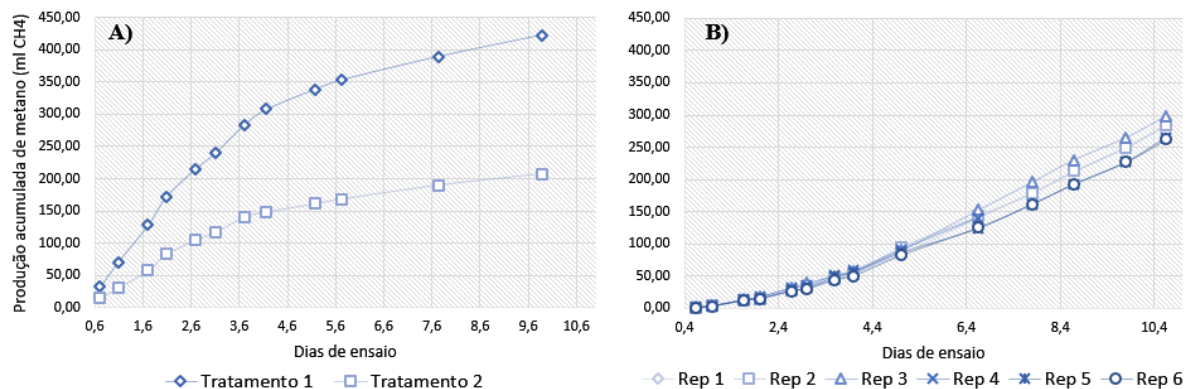 A)
Produção acumulada de metano (ml CH4)
450,00
400,00
350,00
300,00
250,00
200,00
150,00
100,00
50,00
0,00
0,6 1,6 2,6 3,6 4,6 5,6 6,6 7,6 8,6 9,6 10,6
Dias de ensaio
Tratamento 1 Tratamento 2
B)
450,00
400,00
350,00
300,00
250,00
200,00
150,00
100,00
50,00
0,00
0,4 2,4 4,4 6,4 8,4 10,4
Dias de ensaio
Rep 1 Rep 2 Rep 3 Rep 4 Rep 5 Rep 6